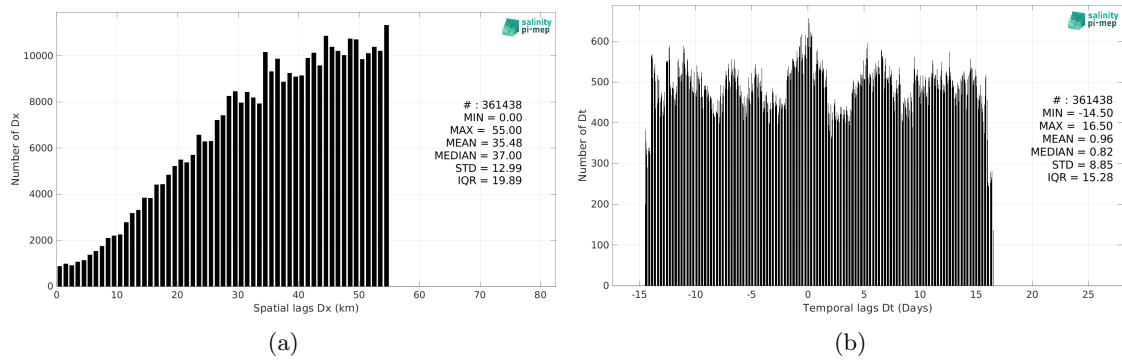 salinity
pi-mep
10000
8000
6000
4000
2000
0
Number of Dx
# : 361438
MIN = 0.00
MAX = 55.00
MEAN = 35.48
MEDIAN = 37.00
STD = 12.99
IQR = 19.89
0 10 20 30 40 50 60 70 80
Spatial lags Dx (km)
(a)
salinity
pi-mep
600
500
400
300
200
100
0
Number of Dt
# : 361438
MIN = -14.50
MAX = 16.50
MEAN = 0.96
MEDIAN = 0.82
STD = 8.85
IQR = 15.28
-15 -10 -5 0 5 10 15 20 25
Temporal lags Dt (Days)
(b)